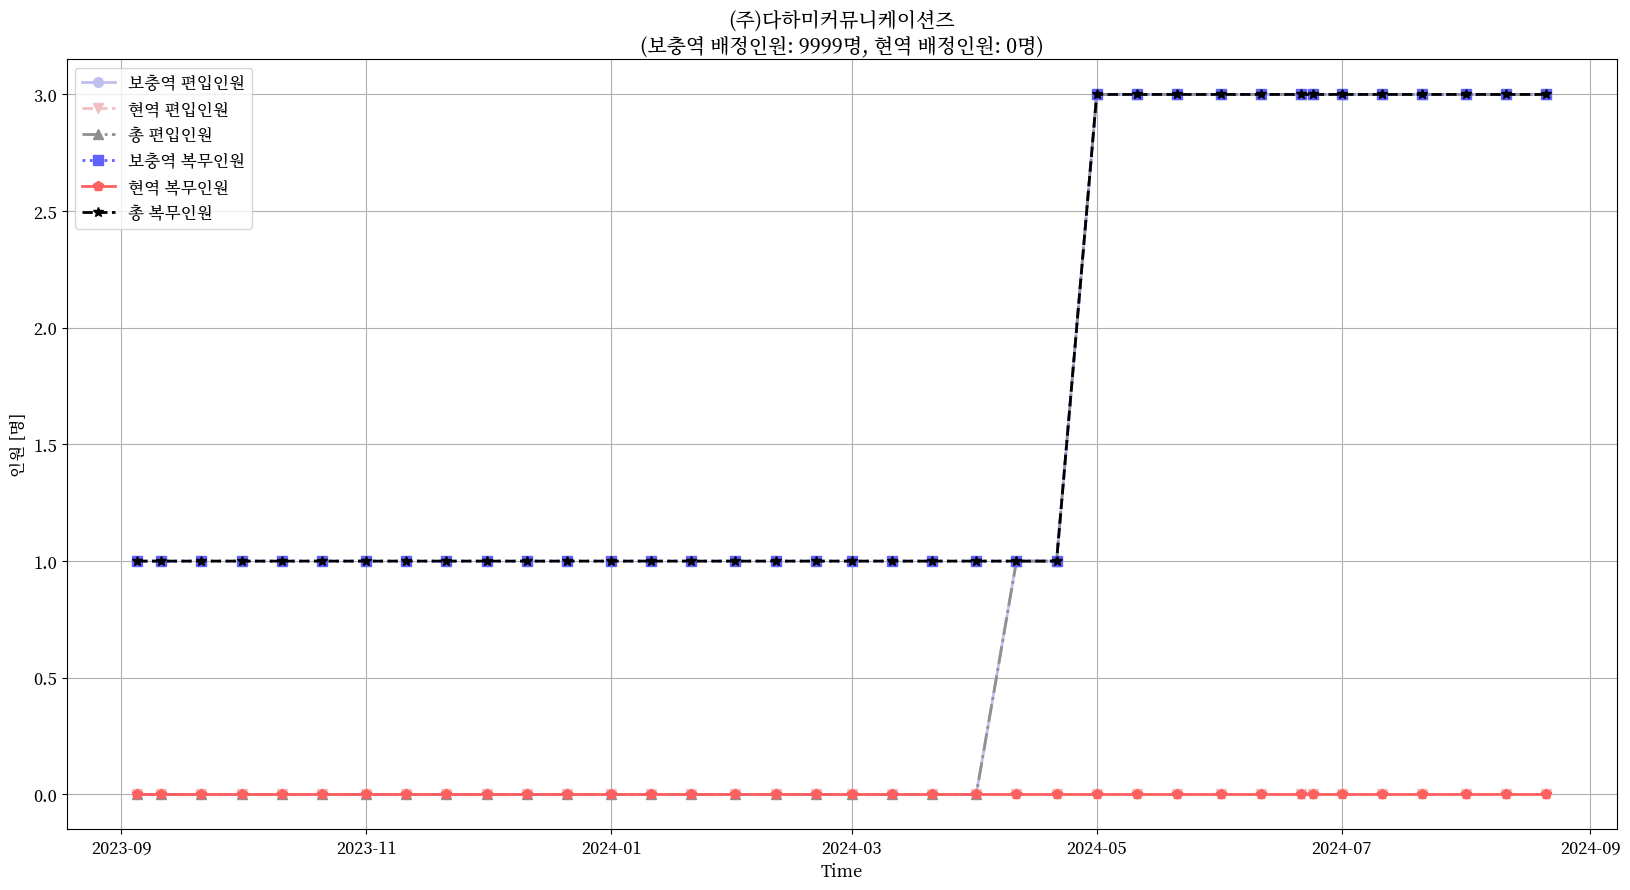 (주)다하미커뮤니케이션즈
(보충역 배정인원: 9999명, 현역 배정인원: 0명)
보충역 편입인원
현역 편입인원
총 편입인원
보충역 복무인원
현역 복무인원
총 복무인원
3.0
2.5
2.0
1.5
1.0
0.5
0.0
인원 [명]
2023-09 2023-11 2024-01 2024-03 2024-05 2024-07 2024-09
Time